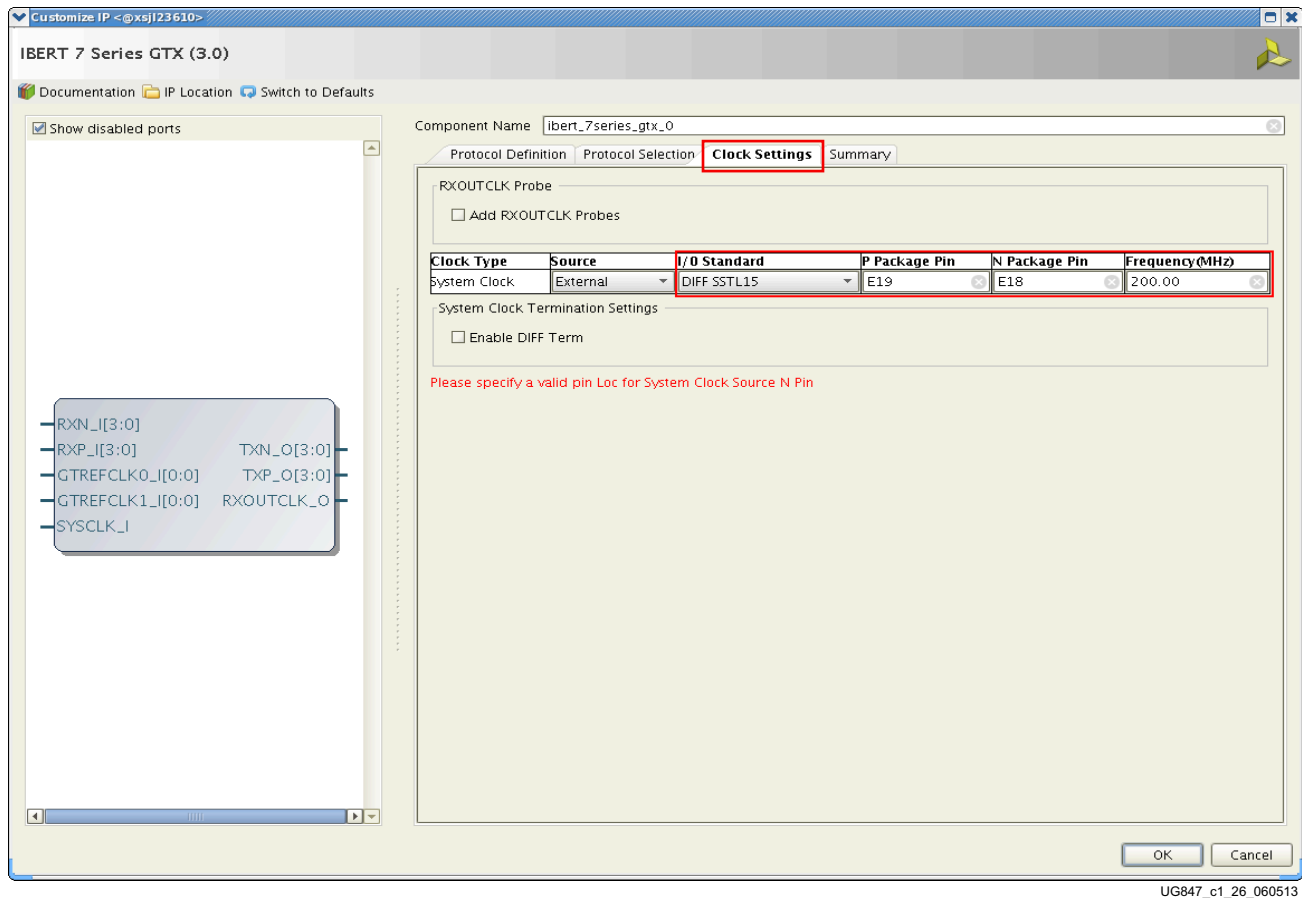 Customize IP <@xsjl23610>
IBERT 7 Series GTX (3.0)
Documentation IP Location Switch to Defaults
Show disabled ports
RXN_I[3:0]
RXP_I[3:0] TXN_O[3:0]
GTREFCLK0_I[0:0] TXP_O[3:0]
GTREFCLK1_I[0:0] RXOUTCLK_O
SYSCLK_I
Component Name ibert_7series_gtx_0
Protocol Definition Protocol Selection Clock Settings Summary
RXOUTCLK Probe
Add RXOUTCLK Probes
Clock Type Source I/O Standard P Package Pin N Package Pin Frequency(MHz)
System Clock External DIFF SSTL15 E19 E18 200.00
System Clock Termination Settings
Enable DIFF Term
Please specify a valid pin Loc for System Clock Source N Pin
OK Cancel
UG847_c1_26_060513